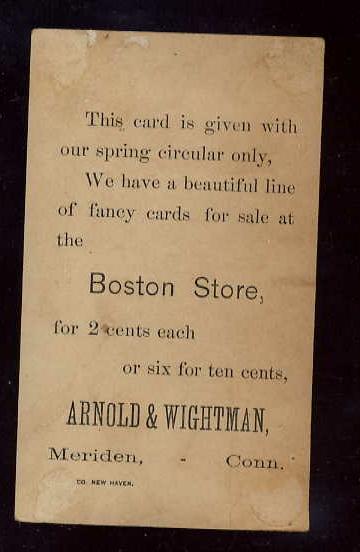 This card is given with
our spring circular only,
We have a beautiful line
of fancy cards for sale at
the
Boston Store,
for 2 cents each
or six for ten cents,
ARNOLD & WIGHTMAN,
Meriden, - Conn.
CO. NEW HAVEN.